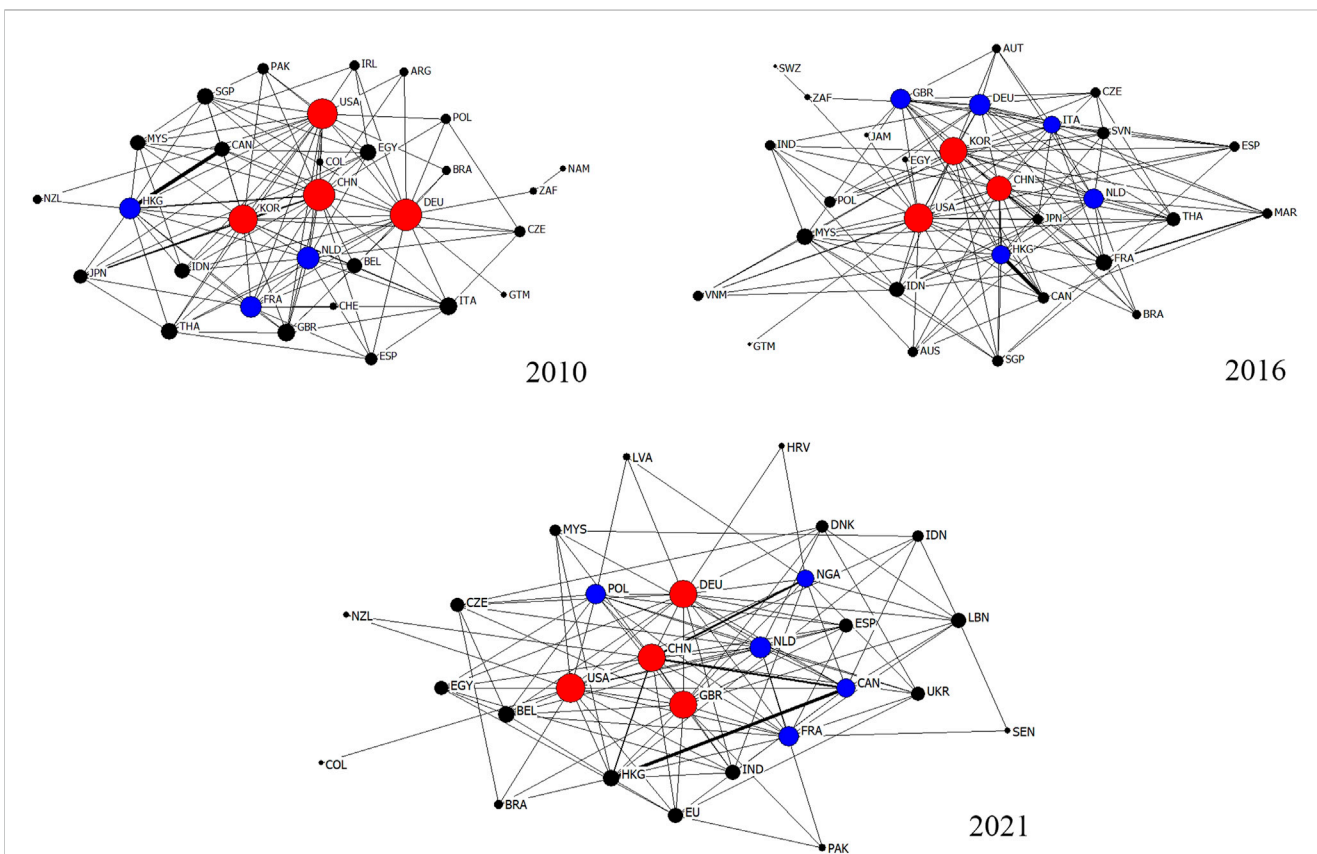 PAK
IRL
ARG
SGP
USA
POL
MYS
CAN
EGY
COL
BRA
NAM
CHN
ZAF
NZL
HKG
KOR
DEU
CZE
NLD
BEL
JPN
IDN
GTM
FRA
CHE
ITA
THA
GBR
ESP
2010
AUT
SWZ
GBR
DEU
CZE
ZAF
ITA
JAM
SVN
IND
KOR
ESP
EGY
CHN
NLD
POL
USA
JPN
THA
MAR
MYS
HKG
FRA
VNM
IDN
CAN
BRA
GTM
AUS
SGP
2016
HRV
LVA
MYS
DNK
IDN
POL
DEU
NGA
CZE
NZL
ESP
LBN
CHN
NLD
EGY
USA
CAN
UKR
BEL
GBR
FRA
SEN
COL
HKG
IND
BRA
EU
PAK
2021